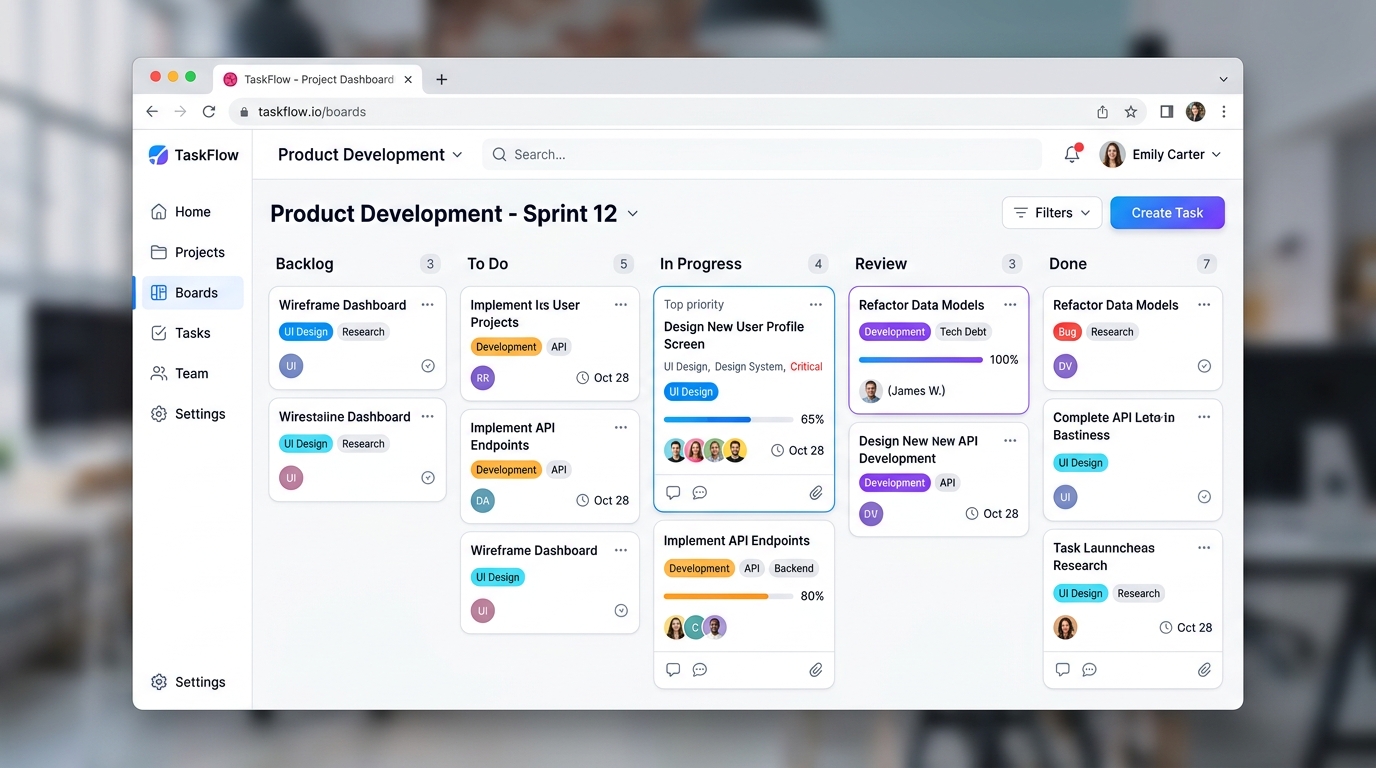 TaskFlow - Project Dashboard
taskflow.io/boards
TaskFlow
Product Development
Search...
Emily Carter
Home
Projects
Boards
Tasks
Team
Settings
Settings
Product Development - Sprint 12
Filters
Create Task
Backlog 3
Wireframe Dashboard
UI Design Research
UI
Dashboard
UI Design Research
UI
To Do 5
Implement User
Projects
Development API
RR Oct 28
Implement API
Endpoints
Development API
DA Oct 28
Wireframe Dashboard
UI Design
UI
In Progress 4
Top priority
Design New User Profile
Screen
UI Design, Design System, Critical
UI Design
65%
Oct 28
Implement API Endpoints
Development API Backend
80%
C
Review 3
Refactor Data Models
Development Tech Debt
100%
(James W.)
Design New New API
Development
Development API
DV Oct 28
Done 7
Refactor Data Models
Bug Research
DV
Complete API
Bastiness
UI Design
UI
Task Launncheas
Research
UI Design Research
Oct 28